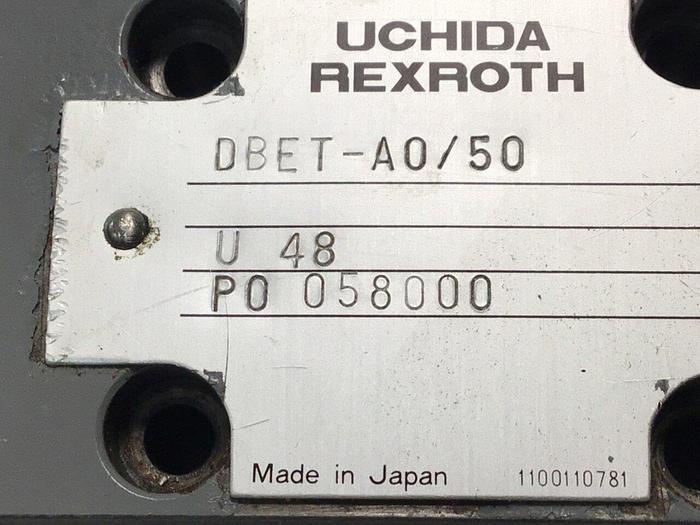 UCHIDA
REXROTH
DBET-A0/50
U 48
P0 058000
Made in Japan
1100110781